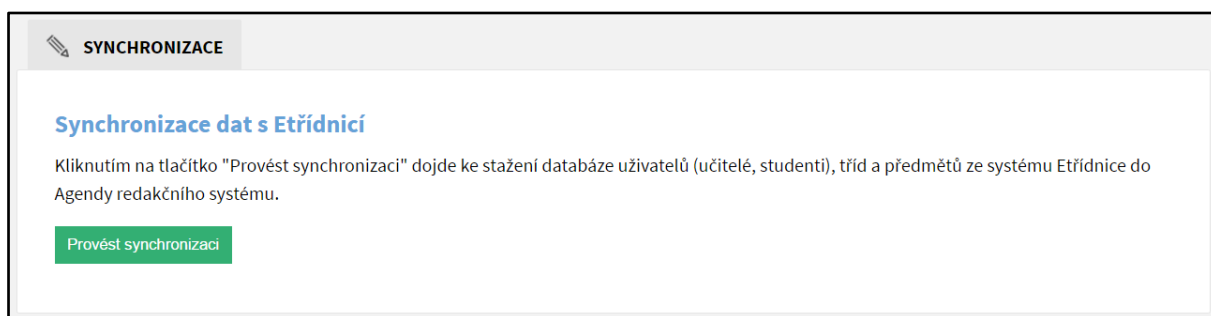 SYNCHRONIZACE
Synchronizace dat s Etřídnicí
Kliknutím na tlačítko "Provést synchronizaci" dojde ke stažení databáze uživatelů (učitelé, studenti), tříd a předmětů ze systému Etřídnice do
Agendy redakčního systému.
Provést synchronizaci